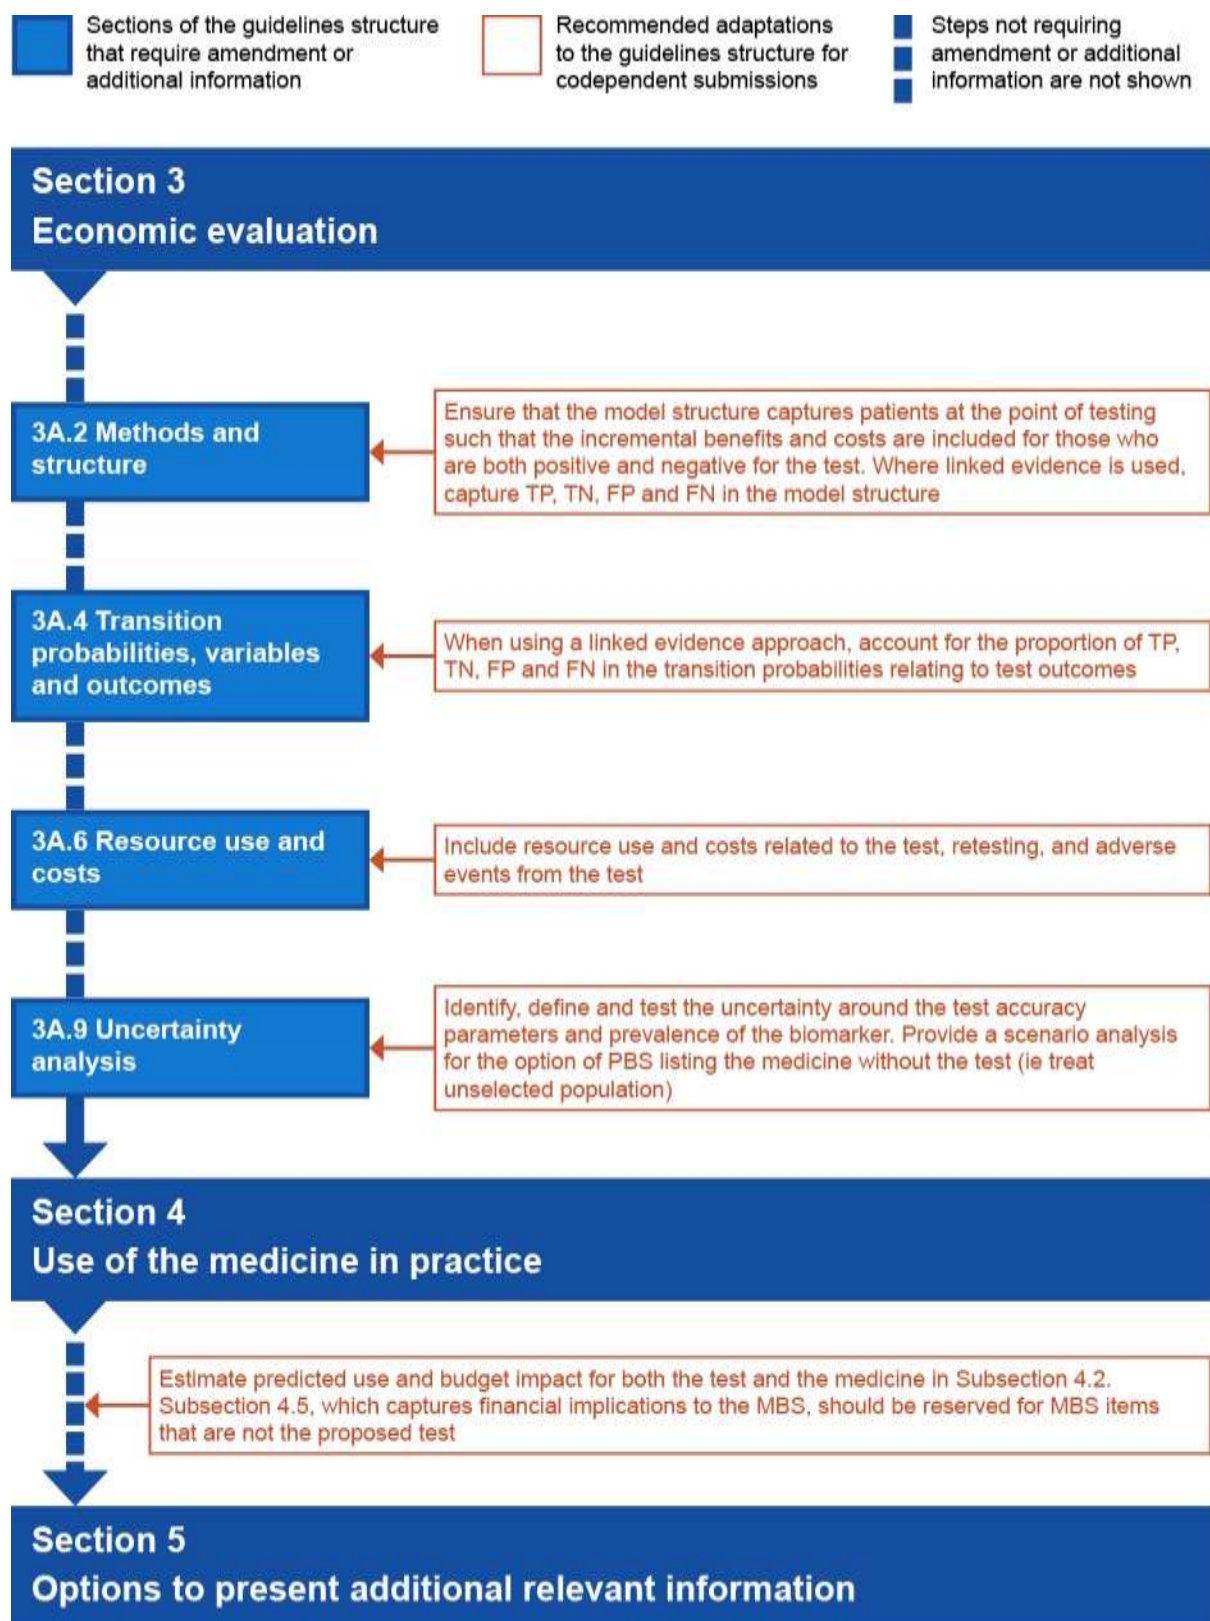 Sections of the guidelines structure
that require amendment or
additional information
Recommended adaptations
to the guidelines structure for
codependent submissions
Steps not requiring
amendment or additional
information are not shown
Section 3
Economic evaluation
3A.2 Methods and
structure
Ensure that the model structure captures patients at the point of testing
such that the incremental benefits and costs are included for those who
are both positive and negative for the test. Where linked evidence is used,
capture TP, TN, FP and FN in the model structure
3A.4 Transition
probabilities, variables
and outcomes
When using a linked evidence approach, account for the proportion of TP,
TN, FP and FN in the transition probabilities relating to test outcomes
3A.6 Resource use and
costs
Include resource use and costs related to the test, retesting, and adverse
events from the test
3A.9 Uncertainty
analysis
Identify, define and test the uncertainty around the test accuracy
parameters and prevalence of the biomarker. Provide a scenario analysis
for the option of PBS listing the medicine without the test (ie treat
unselected population)
Section 4
Use of the medicine in practice
Estimate predicted use and budget impact for both the test and the medicine in Subsection 4.2.
Subsection 4.5, which captures financial implications to the MBS, should be reserved for MBS items
that are not the proposed test
Section 5
Options to present additional relevant information